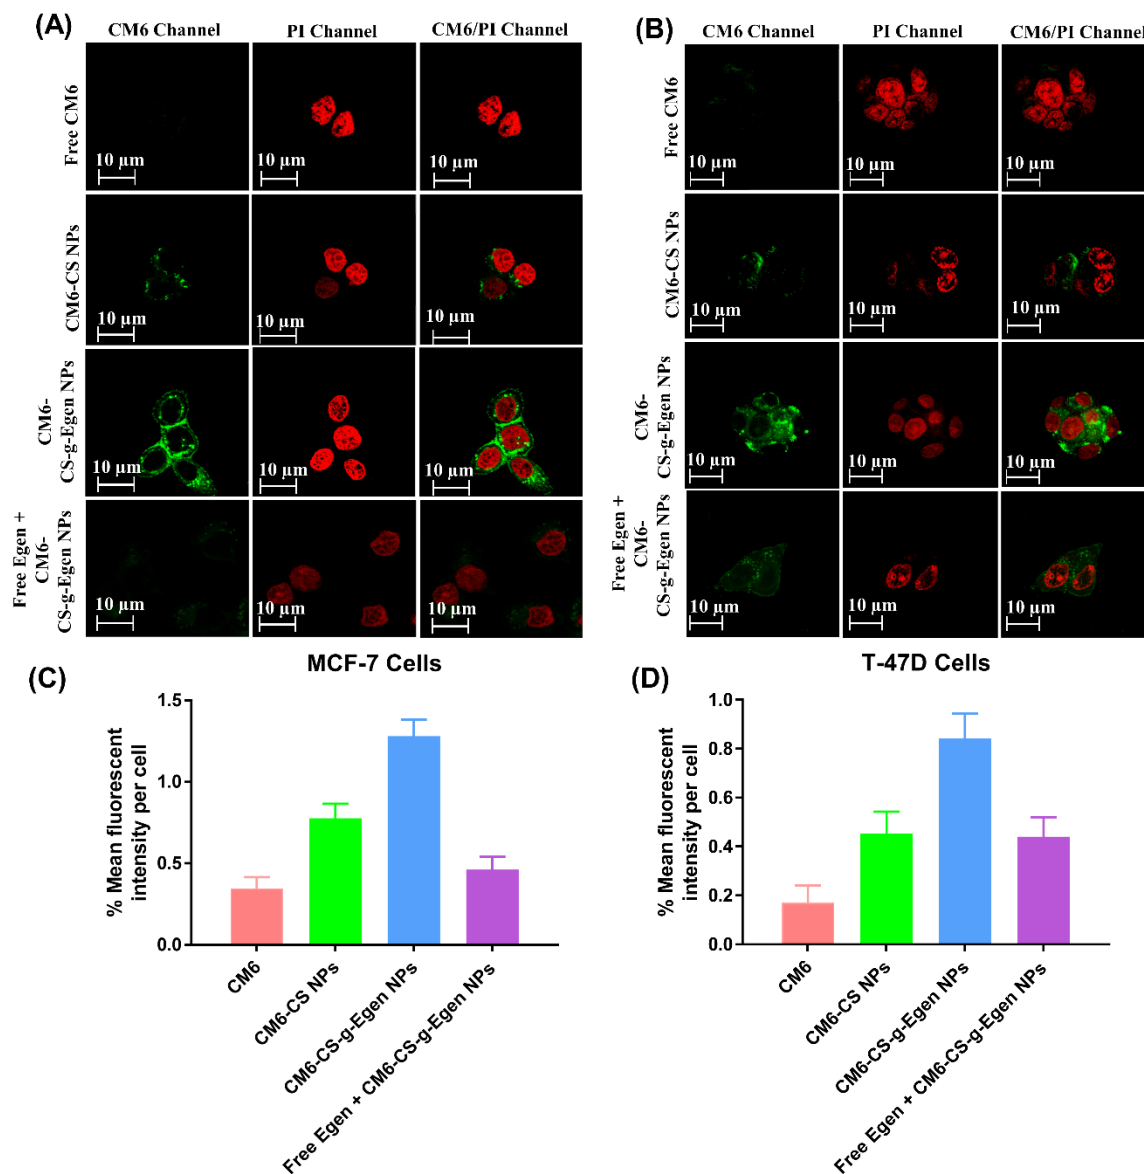 (A)
CM6 Channel
PI Channel
CM6/PI Channel
Free CM6
10 µm
10 µm
10 µm
CM6-CS NPs
10 µm
10 µm
10 µm
CM6-
CS-g-Egen NPs
10 µm
10 µm
10 µm
Free Egen +
CM6-
CS-g-Egen NPs
10 µm
10 µm
10 µm
(B)
CM6 Channel
PI Channel
CM6/PI Channel
Free CM6
10 µm
10 µm
10 µm
CM6-CS NPs
10 µm
10 µm
10 µm
CM6-
CS-g-Egen NPs
10 µm
10 µm
10 µm
Free Egen +
CM6-
CS-g-Egen NPs
10 µm
10 µm
10 µm
(C)
MCF-7 Cells
% Mean fluorescent
intensity per cell
1.5
1.0
0.5
0.0
CM6
CM6-CS NPs
CM6-CS-g-Egen NPs
Free Egen + CM6-CS-g-Egen NPs
(D)
T-47D Cells
% Mean fluorescent
intensity per cell
1.0
0.8
0.6
0.4
0.2
0.0
CM6
CM6-CS NPs
CM6-CS-g-Egen NPs
Free Egen + CM6-CS-g-Egen NPs